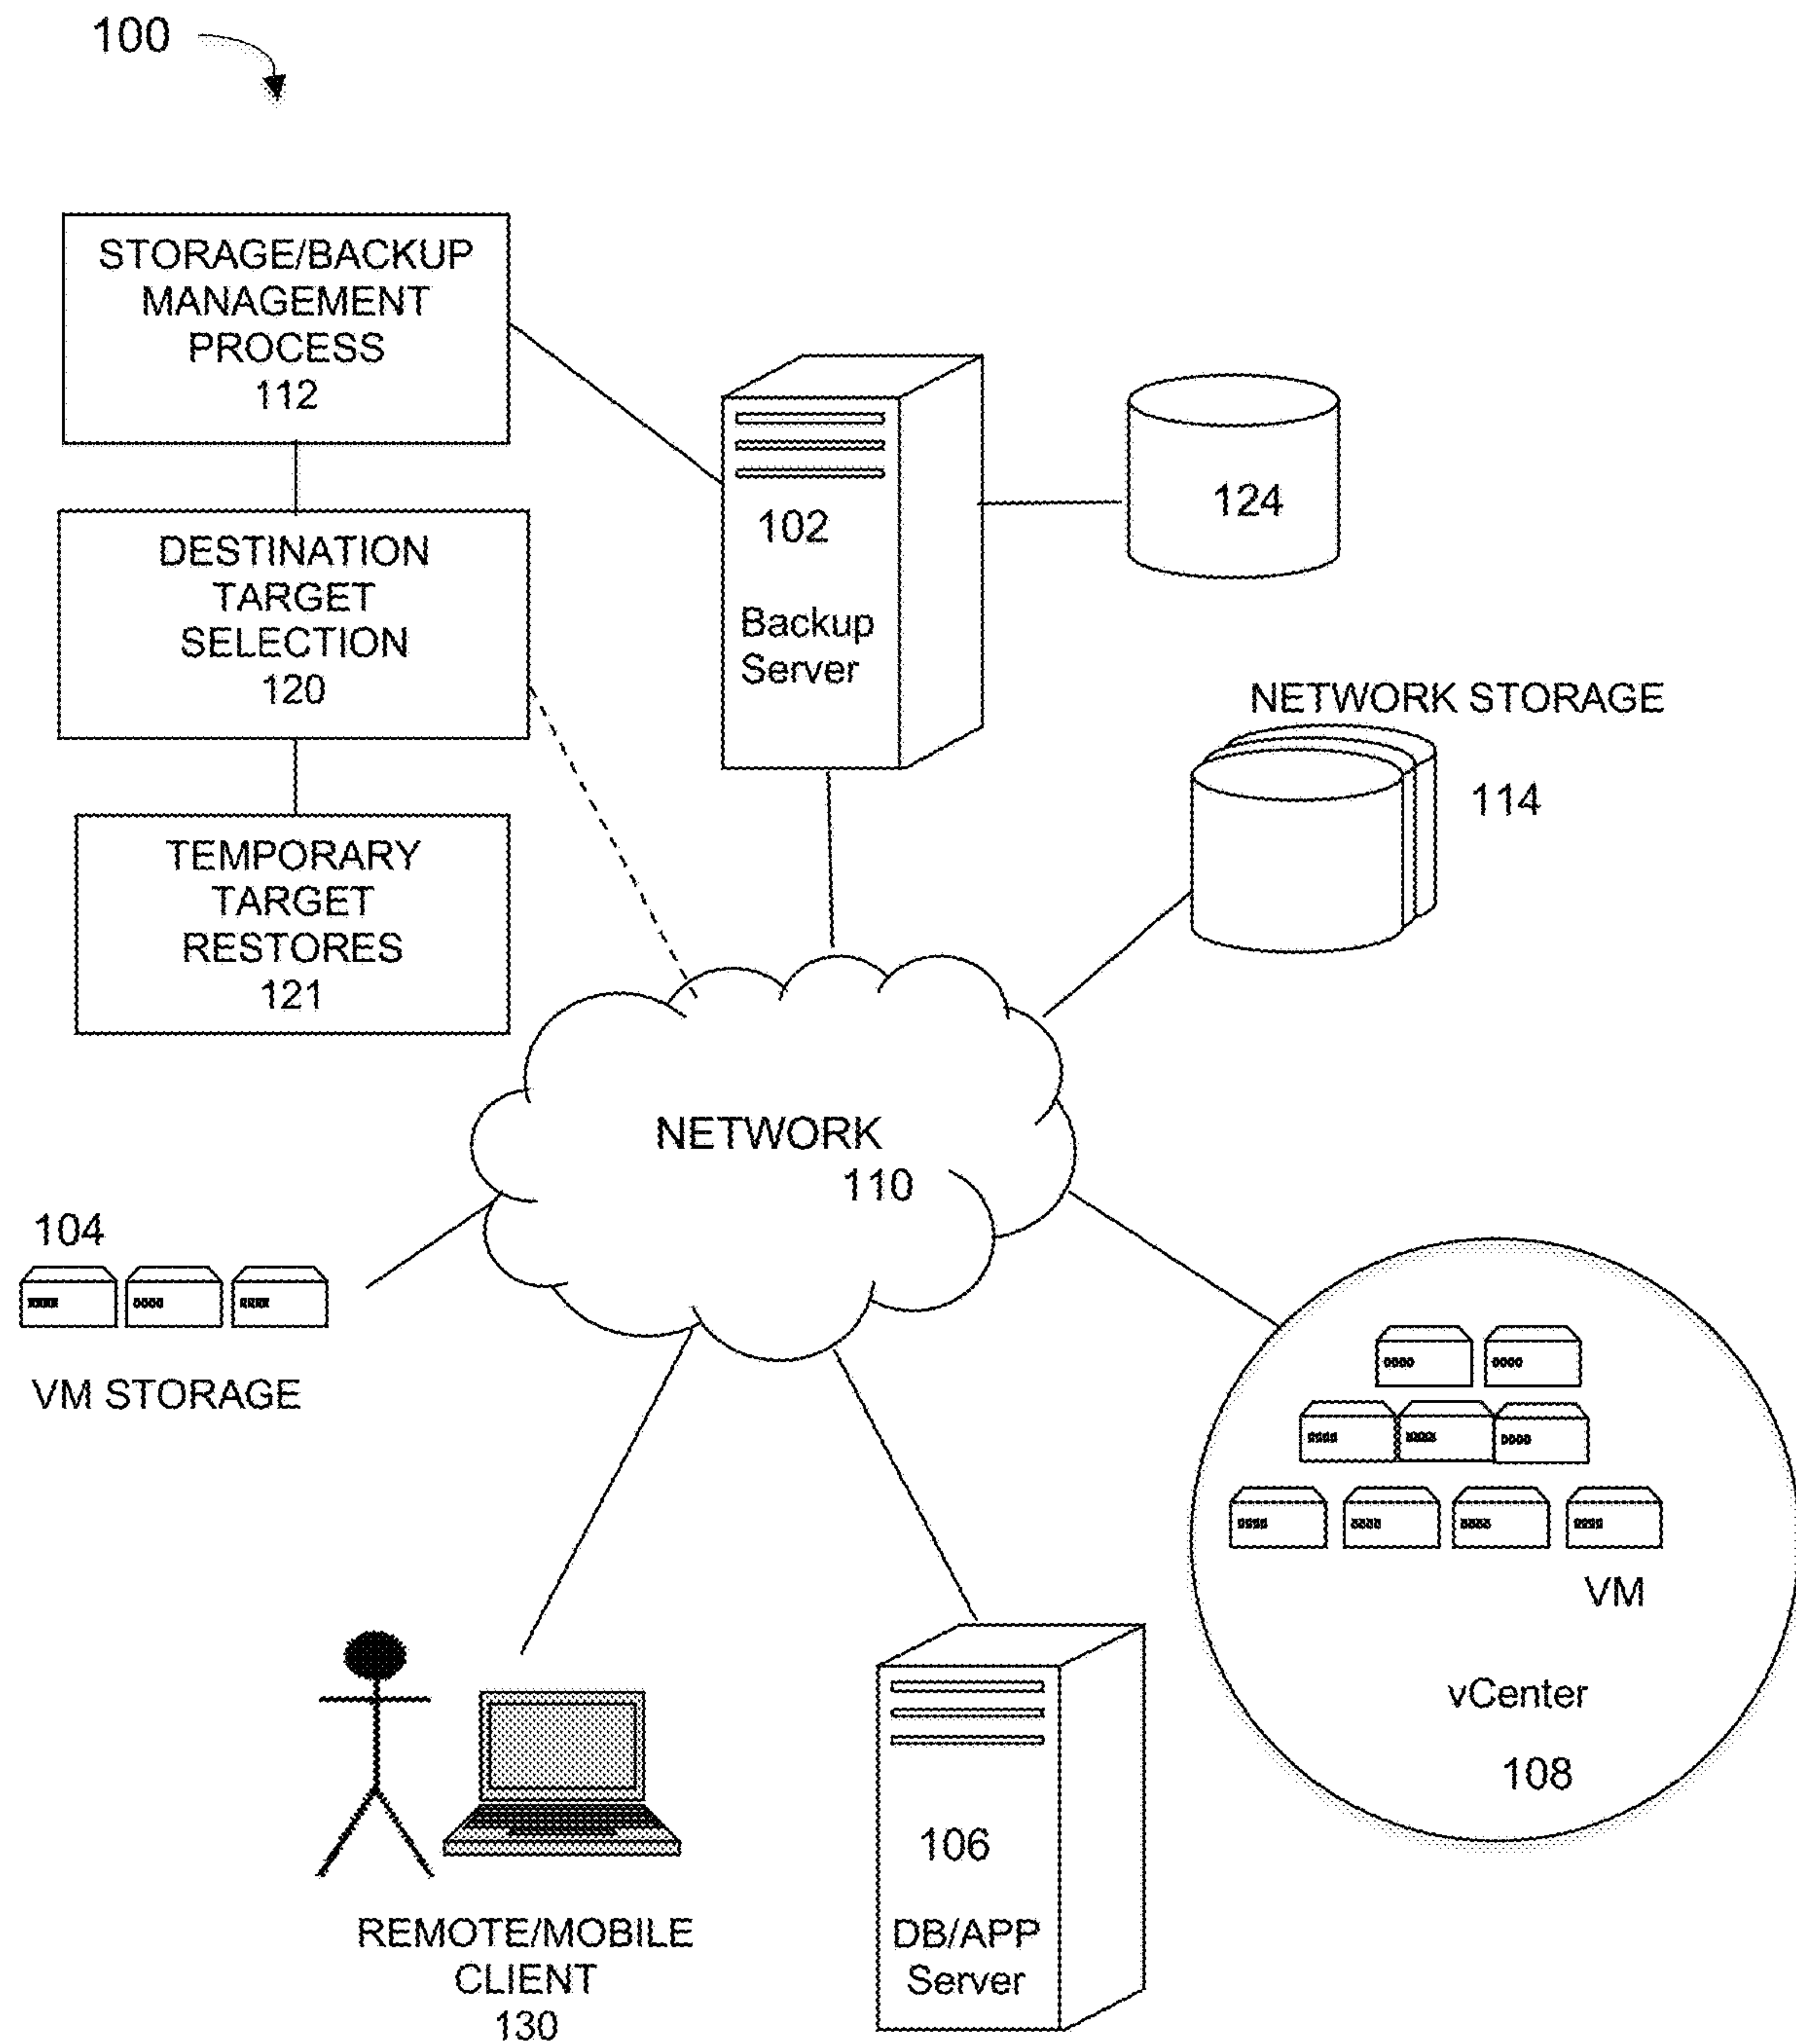 100
STORAGE/BACKUP
MANAGEMENT
PROCESS
112
DESTINATION
TARGET
SELECTION
120
TEMPORARY
TARGET
RESTORES
121
102
Backup
Server
124
NETWORK STORAGE
114
NETWORK
110
104
VM STORAGE
VM
vCenter
108
REMOTE/MOBILE
CLIENT
130
106
DB/APP
Server